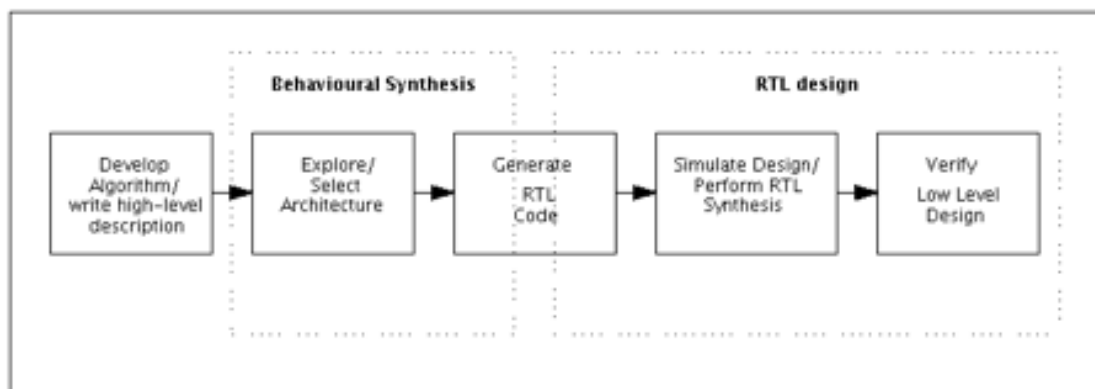 Behavioural Synthesis
RTL design
Develop
Algorithm/
write high-level
description
Explore/
Select
Architecture
Generate
RTL
Code
Simulate Design/
Perform RTL
Synthesis
Verify
Low Level
Design